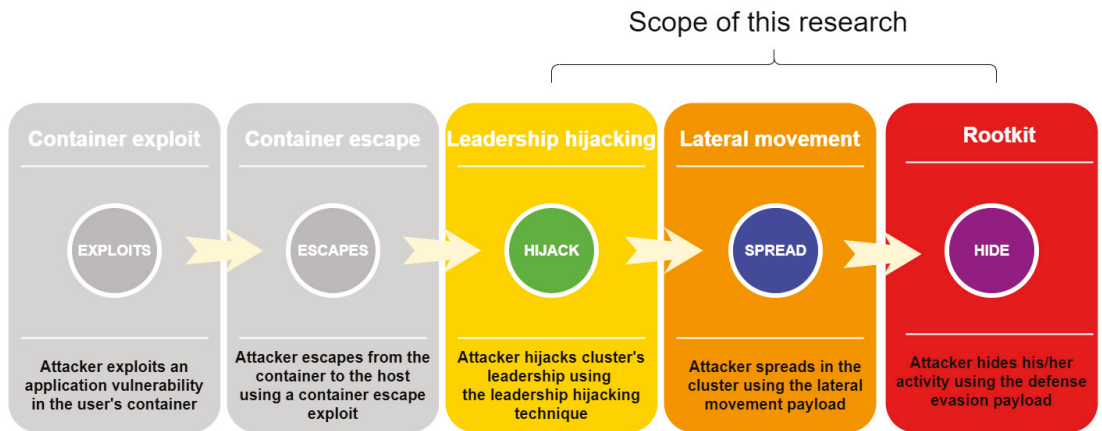 Scope of this research
Container exploit
EXPLOITS
Attacker exploits an
application vulnerability
in the user's container
Container escape
ESCAPES
Attacker escapes from the
container to the host
using a container escape
exploit
Leadership hijacking
HIJACK
Attacker hijacks cluster's
leadership using
the leadership hijacking
technique
Lateral movement
SPREAD
Attacker spreads in the
cluster using the lateral
movement payload
Rootkit
HIDE
Attacker hides his/her
activity using the defense
evasion payload